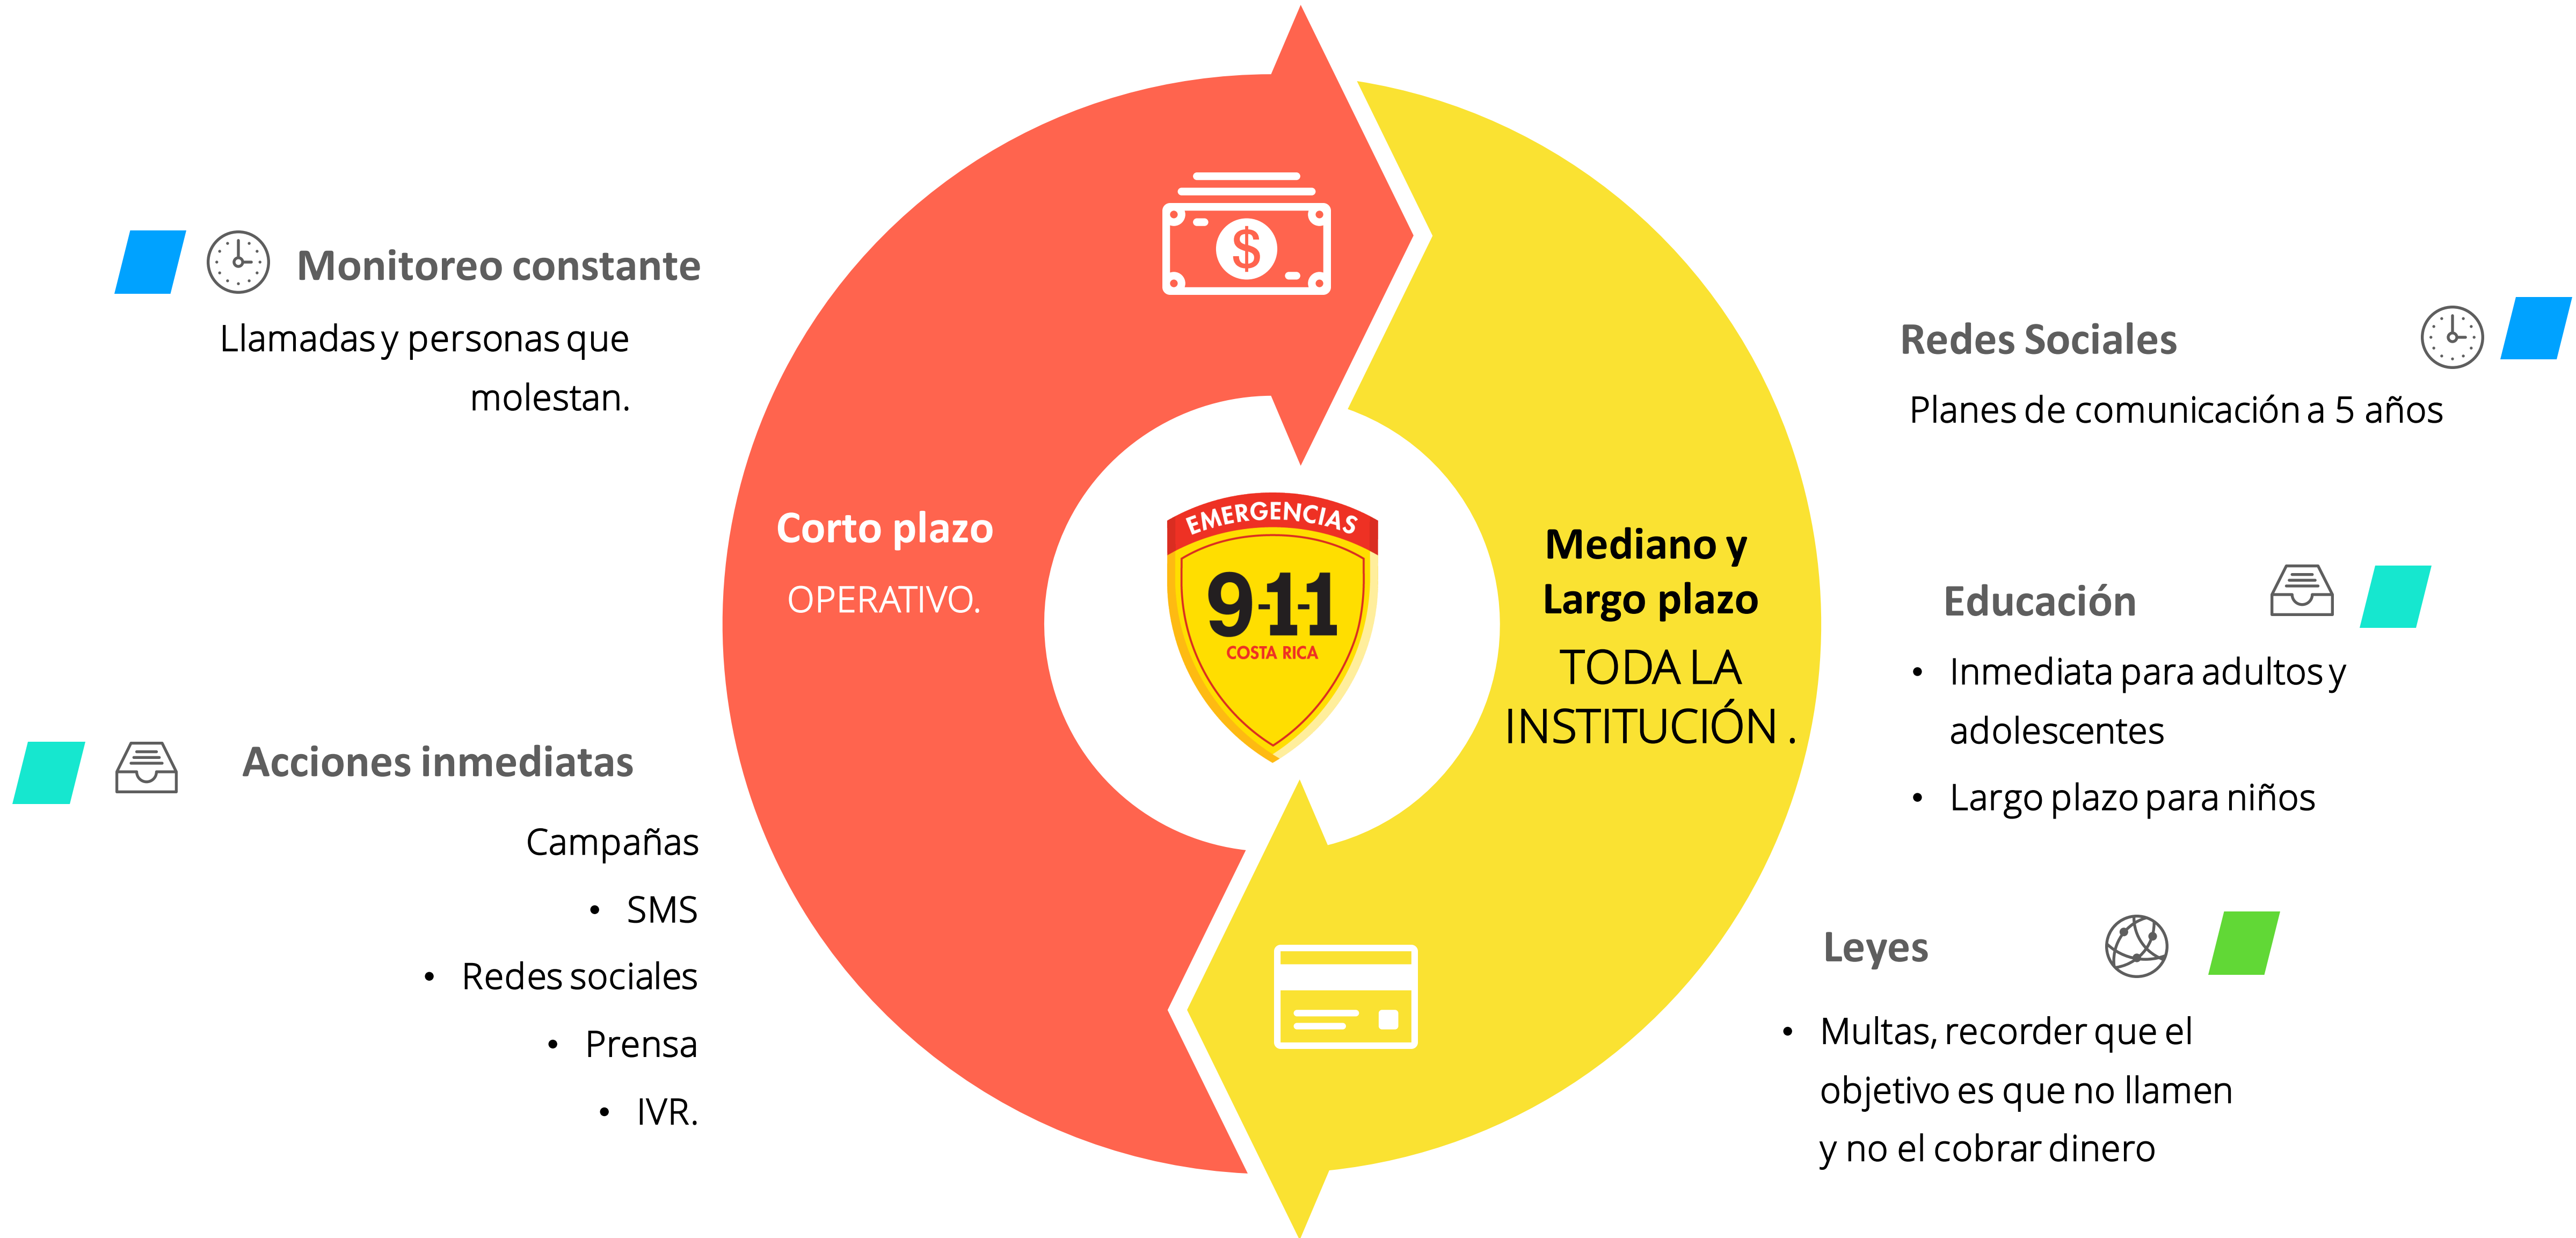 Monitoreo constante
Llamadas y personas que
molestan.
Acciones inmediatas
Campañas
• SMS
• Redes sociales
• Prensa
• IVR.
$
Corto plazo
OPERATIVO.
EMERGENCIAS
9-1-1
COSTA RICA
Mediano y
Largo plazo
TODA LA
INSTITUCIÓN .
Redes Sociales
Planes de comunicación a 5 años
Educación
• Inmediata para adultos y
adolescentes
• Largo plazo para niños
Leyes
• Multas, recorder que el
objetivo es que no llamen
y no el cobrar dinero